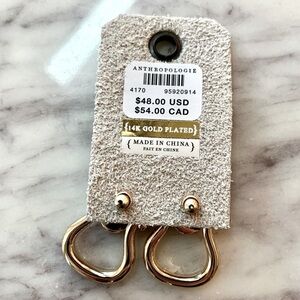 ANTHROPOLOGIE
4170 95920914
$48.00 USD
$54.00 CAD
{14K GOLD PLATED}
{ MADE IN CHINA }
FAIT EN CHINE